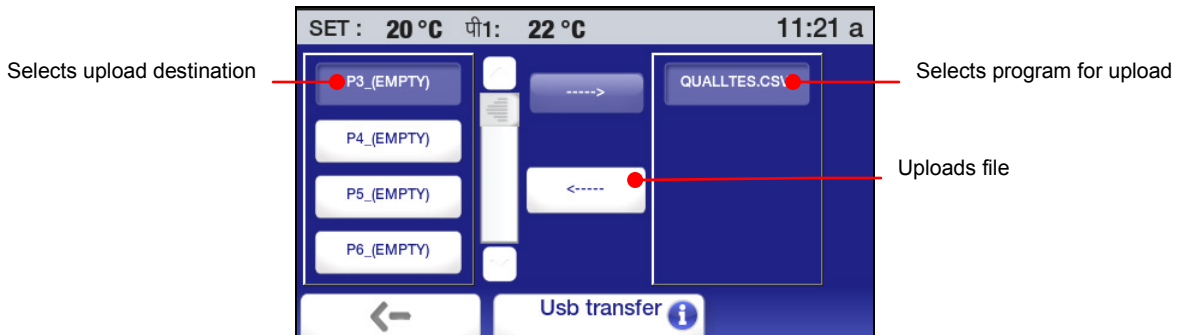 SET : 20 °C पी1: 22 °C 11:21 a
Selects upload destination
P3_(EMPTY)
----->
QUALLTES.CSV
Selects program for upload
P4_(EMPTY)
Uploads file
P5_(EMPTY)
<-----
P6_(EMPTY)
Usb transfer